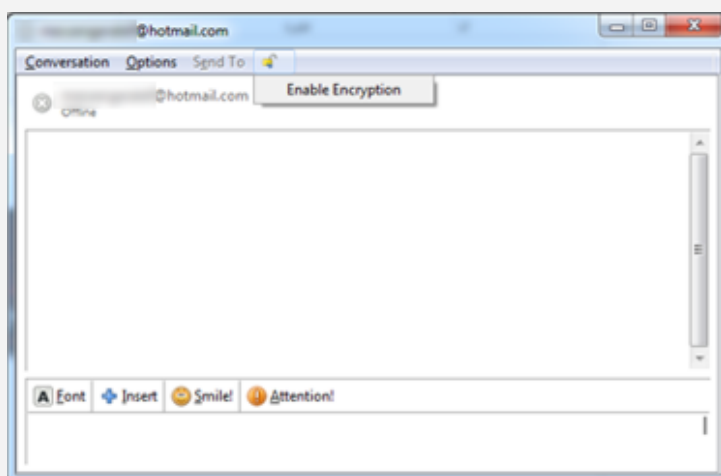 @hotmail.com
Conversation Options Send To
Enable Encryption
@hotmail.com
Offline
A Font Insert Smile! Attention!